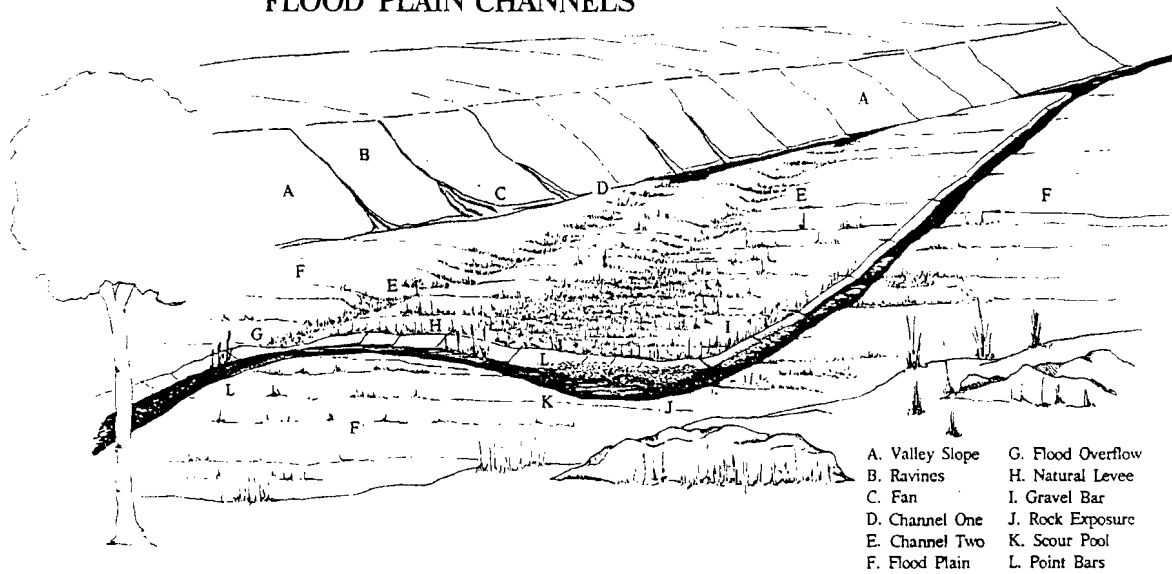 FLOOD PLAIN CHANNELS
A
B
A
C
D
E
F
F
E
G
H
I
L
L
K
J
F
A. Valley Slope
B. Ravines
C. Fan
D. Channel One
E. Channel Two
F. Flood Plain
G. Flood Overflow
H. Natural Levee
I. Gravel Bar
J. Rock Exposure
K. Scour Pool
L. Point Bars